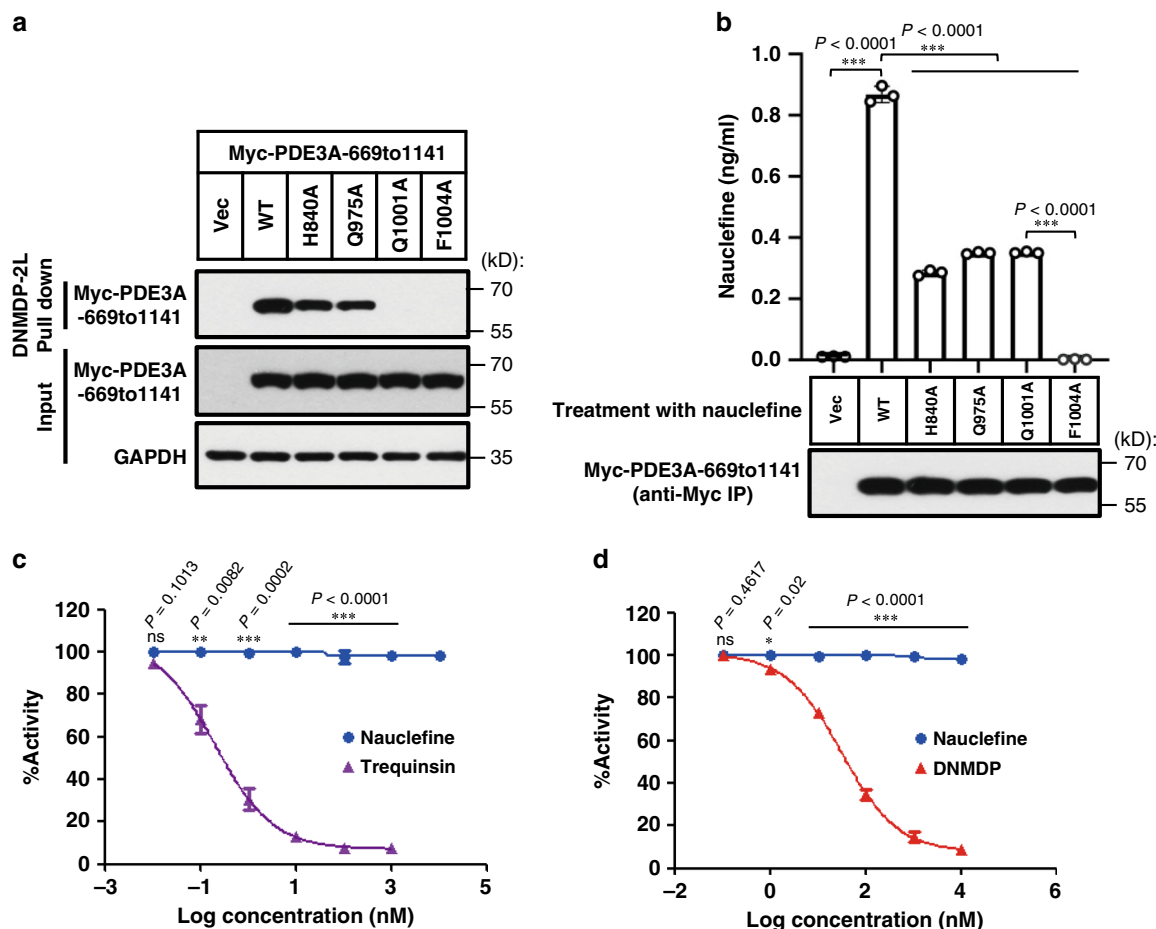 a
Myc-PDE3A-669to1141
Vec
WT
H840A
Q975A
Q1001A
F1004A
(kD):
DNMDP-2L
Pull down
Myc-PDE3A
-669to1141
70
55
Input
Myc-PDE3A
-669to1141
70
55
GAPDH
35
b
P < 0.0001
***
P < 0.0001
***
P < 0.0001
***
Nauclefine (ng/ml)
1.0
0.8
0.6
0.4
0.2
0.0
Treatment with nauclefine
Vec
WT
H840A
Q975A
Q1001A
F1004A
(kD):
Myc-PDE3A-669to1141
(anti-Myc IP)
70
55
c
P = 0.1013
ns
P = 0.0082
**
P = 0.0002
***
P < 0.0001
***
%Activity
120
100
80
60
40
20
0
Nauclefine
Trequinsin
–3
–1
1
3
5
Log concentration (nM)
d
P = 0.4617
ns
P = 0.02
*
P < 0.0001
***
%Activity
120
100
80
60
40
20
0
Nauclefine
DNMDP
–2
0
2
4
6
Log concentration (nM)